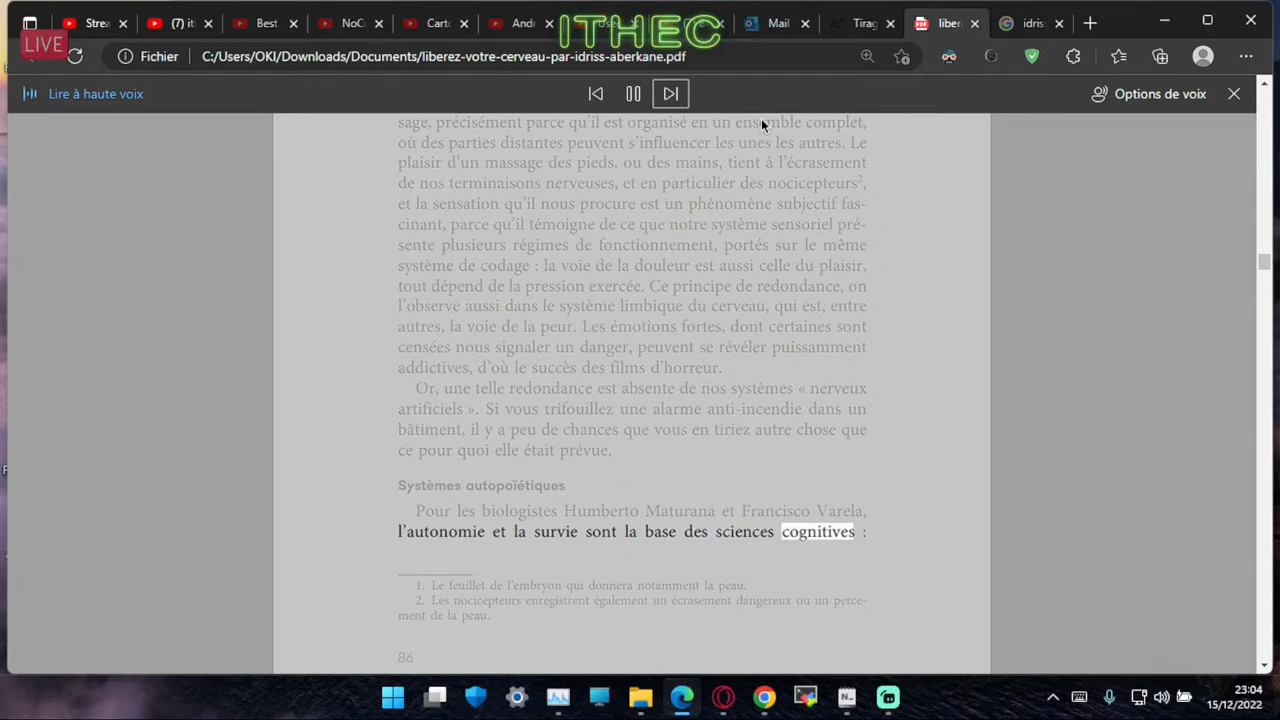 Strea
(7) it
Best
NoCo
Carto
Andr
Mail
Tirag
liber
idris
ITHEC
LIVE
Fichier
C:/Users/OKI/Downloads/Documents/liberez-votre-cerveau-par-idriss-aberkane.pdf
Lire à haute voix
Options de voix
sage, précisément parce qu'il est organisé en un ensemble complet,
où des parties distantes peuvent s'influencer les unes les autres. Le
plaisir d'un massage des pieds, ou des mains, tient à l'écrasement
de nos terminaisons nerveuses, et en particulier des nocicepteurs²,
et la sensation qu'il nous procure est un phénomène subjectif fas-
cinant, parce qu'il témoigne de ce que notre système sensoriel pré-
sente plusieurs régimes de fonctionnement, portés sur le même
système de codage : la voie de la douleur est aussi celle du plaisir,
tout dépend de la pression exercée. Ce principe de redondance, on
l'observe aussi dans le système limbique du cerveau, qui est, entre
autres, la voie de la peur. Les émotions fortes, dont certaines sont
censées nous signaler un danger, peuvent se révéler puissamment
addictives, d'où le succès des films d'horreur.
Or, une telle redondance est absente de nos systèmes « nerveux
artificiels ». Si vous trifouillez une alarme anti-incendie dans un
bâtiment, il y a peu de chances que vous en tiriez autre chose que
ce pour quoi elle était prévue.
Systèmes autopoïétiques
Pour les biologistes Humberto Maturana et Francisco Varela,
l'autonomie et la survie sont la base des sciences cognitives :
1. Le feuillet de l'embryon qui donnera notamment la peau.
2. Les nocicepteurs enregistrent également un écrasement dangereux ou un perce-
ment de la peau.
86
23:04
15/12/2022